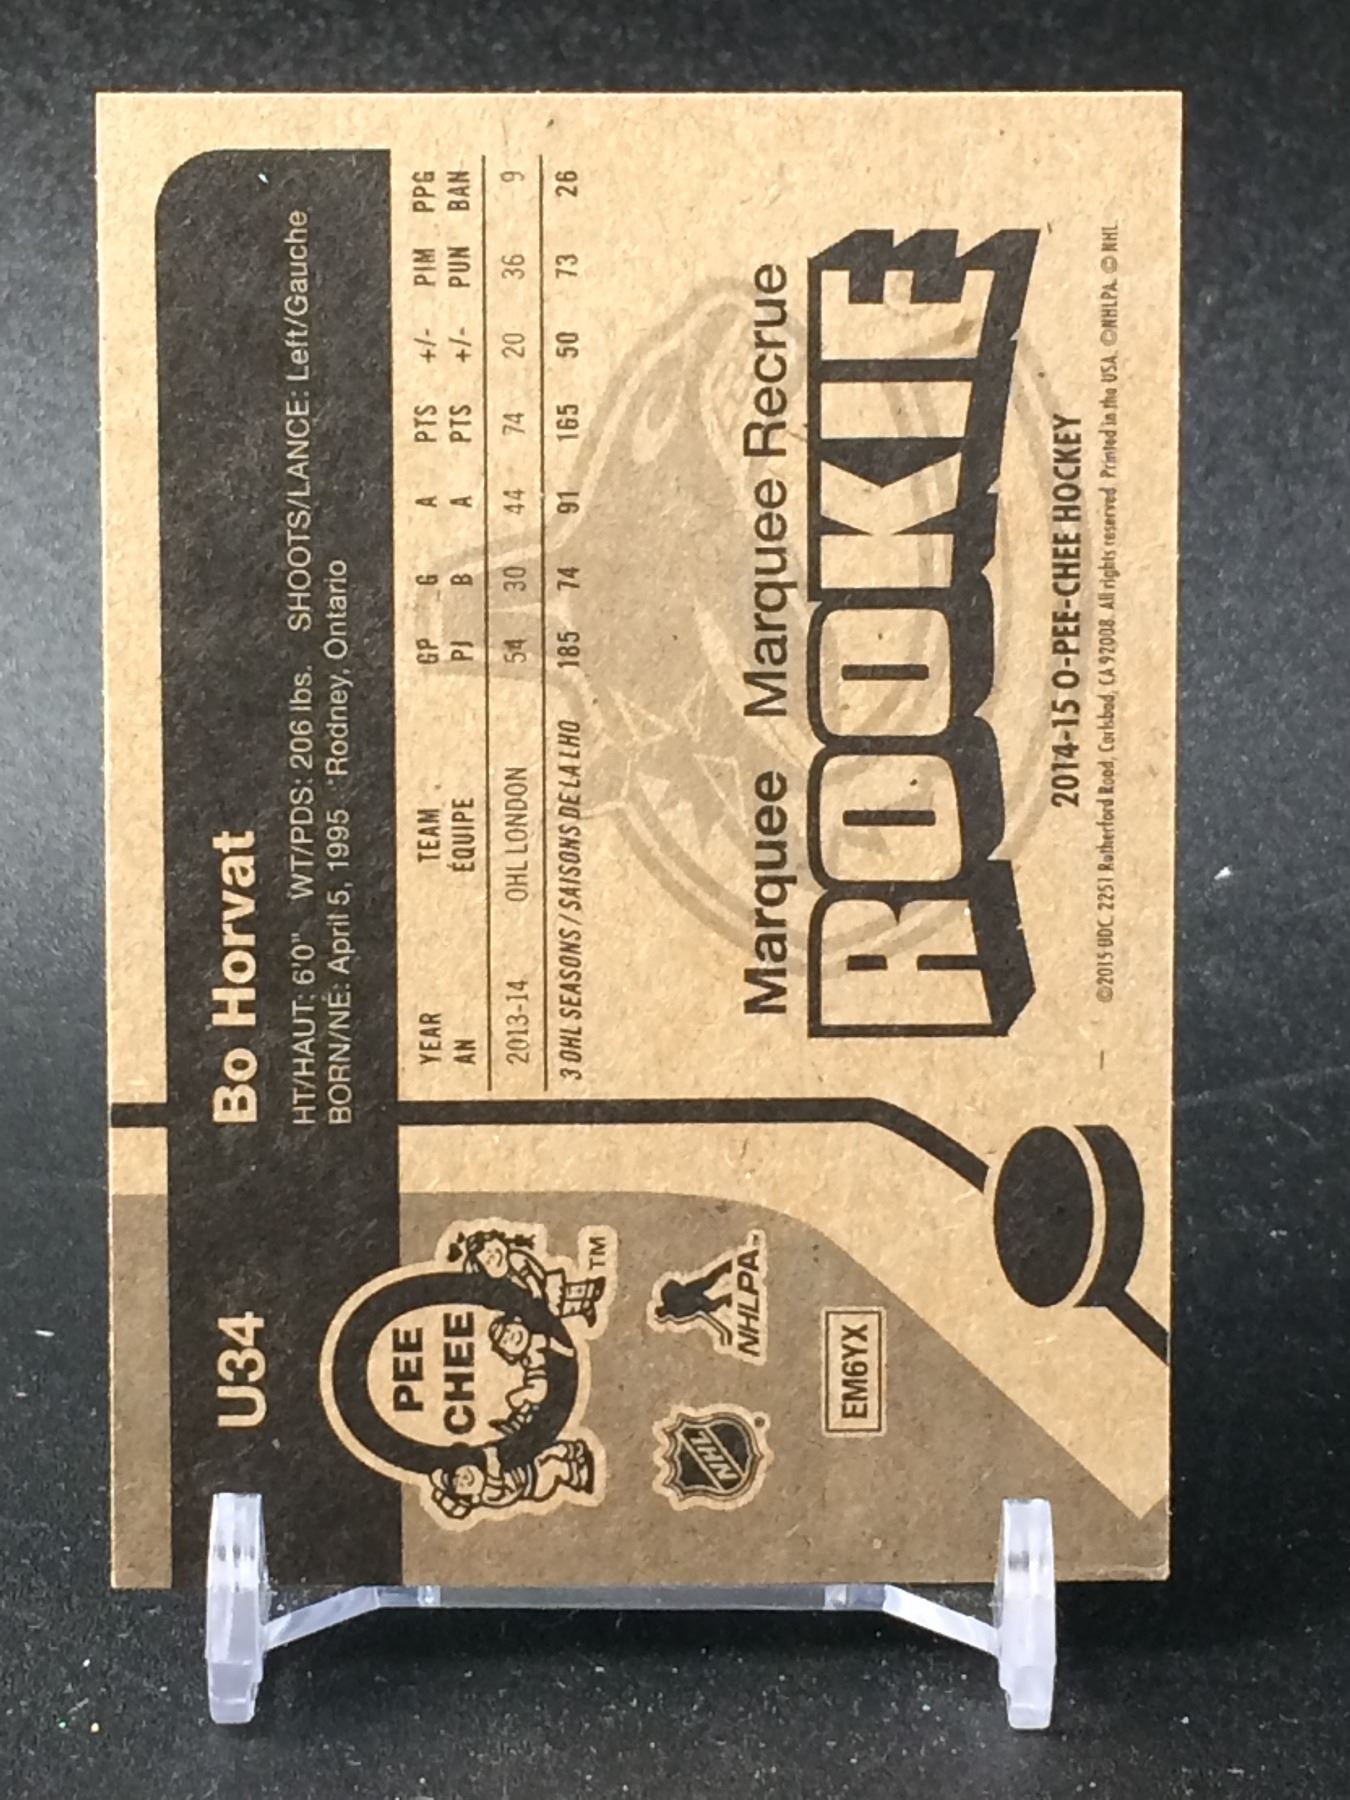 U34
Bo Horvat
HT/HAUT: 6'0" WT/PDS: 206 lbs. SHOOTS/LANCE: Left/Gauche
BORN/NÉ: April 5, 1995 Rodney, Ontario
YEAR TEAM GP G A PTS +/- PIM PPG
AN ÉQUIPE PJ B A PTS +/- PUN BAN
2013-14 OHL LONDON 54 30 44 74 20 36 9
3 OHL SEASONS / SAISONS DE LA LHO 185 74 91 165 50 73 26
PEE
CHEE
TM
NHL
®
NHLPA™
EM6YX
Marquee Marquee Recrue
ROOKIE
2014-15 O-PEE-CHEE HOCKEY
©2015 UDC. 2251 Rutherford Road, Carlsbad, CA 92008. All rights reserved. Printed in the USA. ©NHLPA. © NHL.